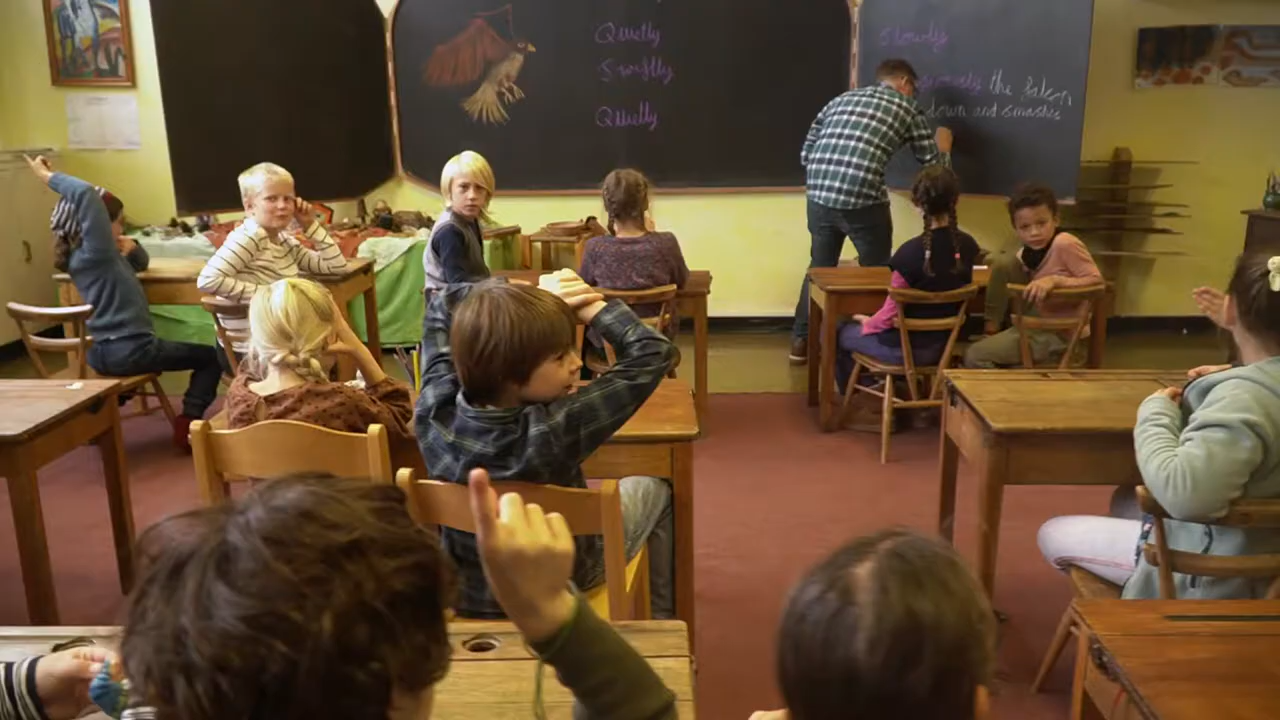 Quietly
Swiftly
Quietly
Slowly
the falcon
down and smashes